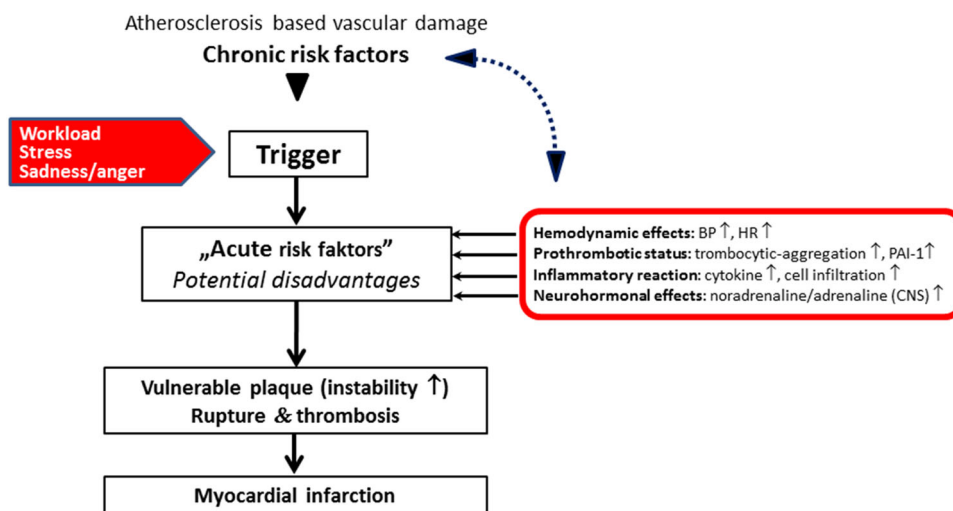 Atherosclerosis based vascular damage
Chronic risk factors
Workload
Stress
Sadness/anger
Trigger
„Acute risk faktors”
Potential disadvantages
Hemodynamic effects: BP ↑, HR ↑
Prothrombotic status: trombocytic-aggregation ↑, PAI-1↑
Inflammatory reaction: cytokine ↑, cell infiltration ↑
Neurohormonal effects: noradrenaline/adrenaline (CNS) ↑
Vulnerable plaque (instability ↑)
Rupture & thrombosis
Myocardial infarction